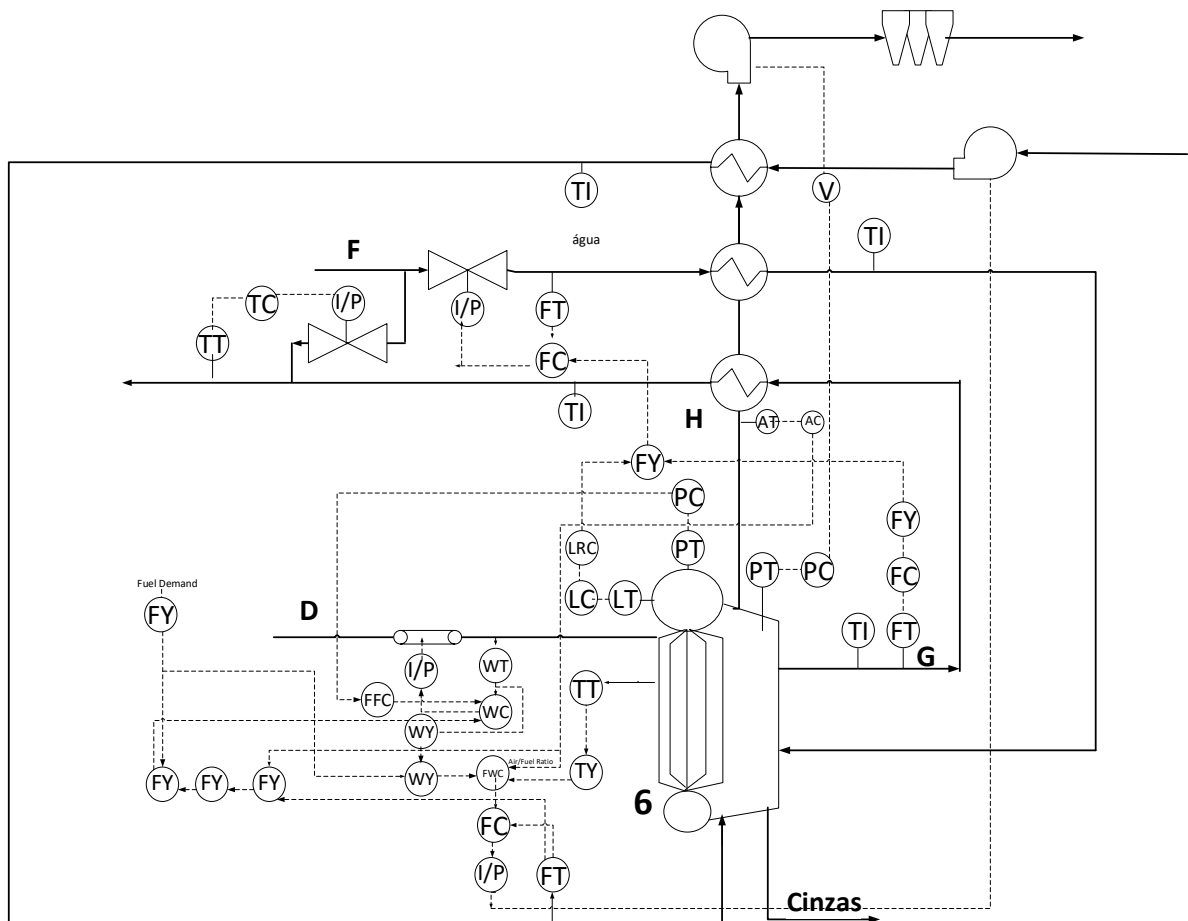 V
TI
TI
água
F
TC
I/P
I/P
FT
TT
FC
TI
H
AT
AC
FY
PC
FY
LRC
PT
PT
PC
FC
Fuel Demand
LC
LT
FY
D
TI
FT
G
I/P
WT
TT
FFC
WC
WY
Air/Fuel Ratio
FY
FY
FY
WY
FWC
TY
6
FC
I/P
FT
Cinzas